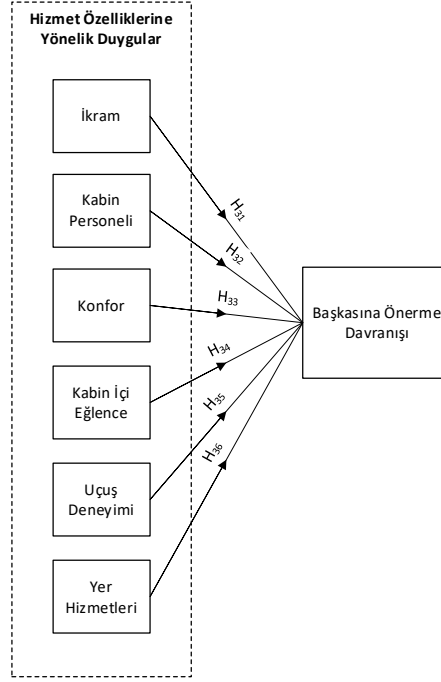 Hizmet Özelliklerine
Yönelik Duygular
İkram
Kabin
Personeli
Konfor
Kabin İçi
Eğlence
Uçuş
Deneyimi
Yer
Hizmetleri
H31
H32
H33
H34
H35
H36
Başkasına Önerme
Davranışı